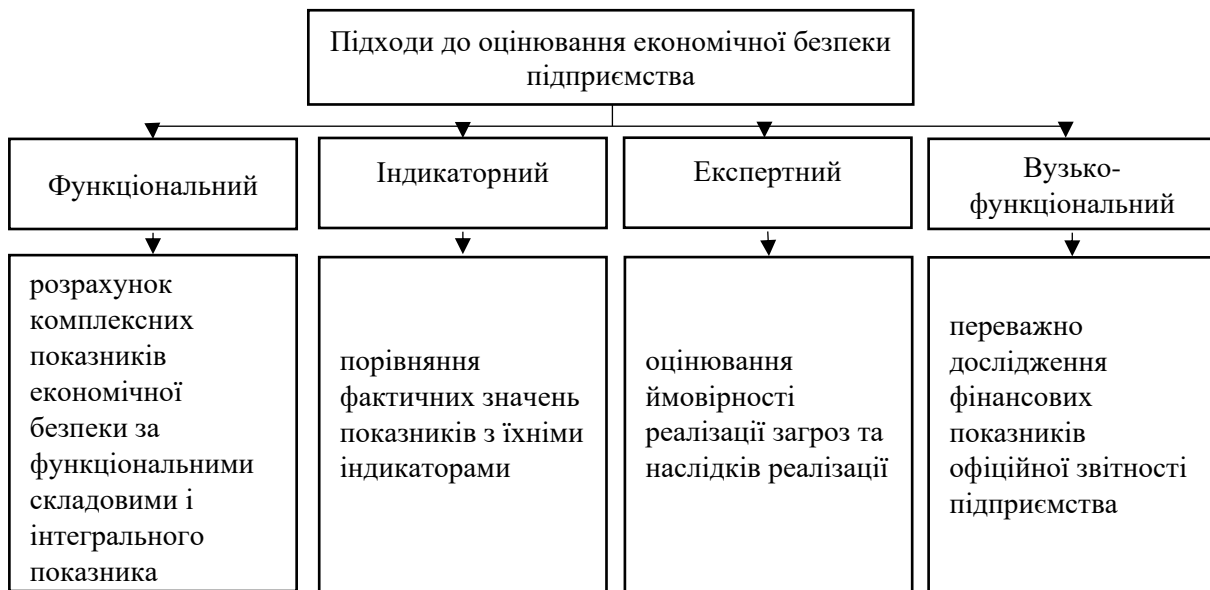 Підходи до оцінювання економічної безпеки
підприємства
Функціональний
Індикаторний
Експертний
Вузько-
функціональний
розрахунок
комплексних
показників
економічної
безпеки за
функціональними
складовими і
інтегрального
показника
порівняння
фактичних значень
показників з їхніми
індикаторами
оцінювання
ймовірності
реалізації загроз та
наслідків реалізації
переважно
дослідження
фінансових
показників
офіційної звітності
підприємства